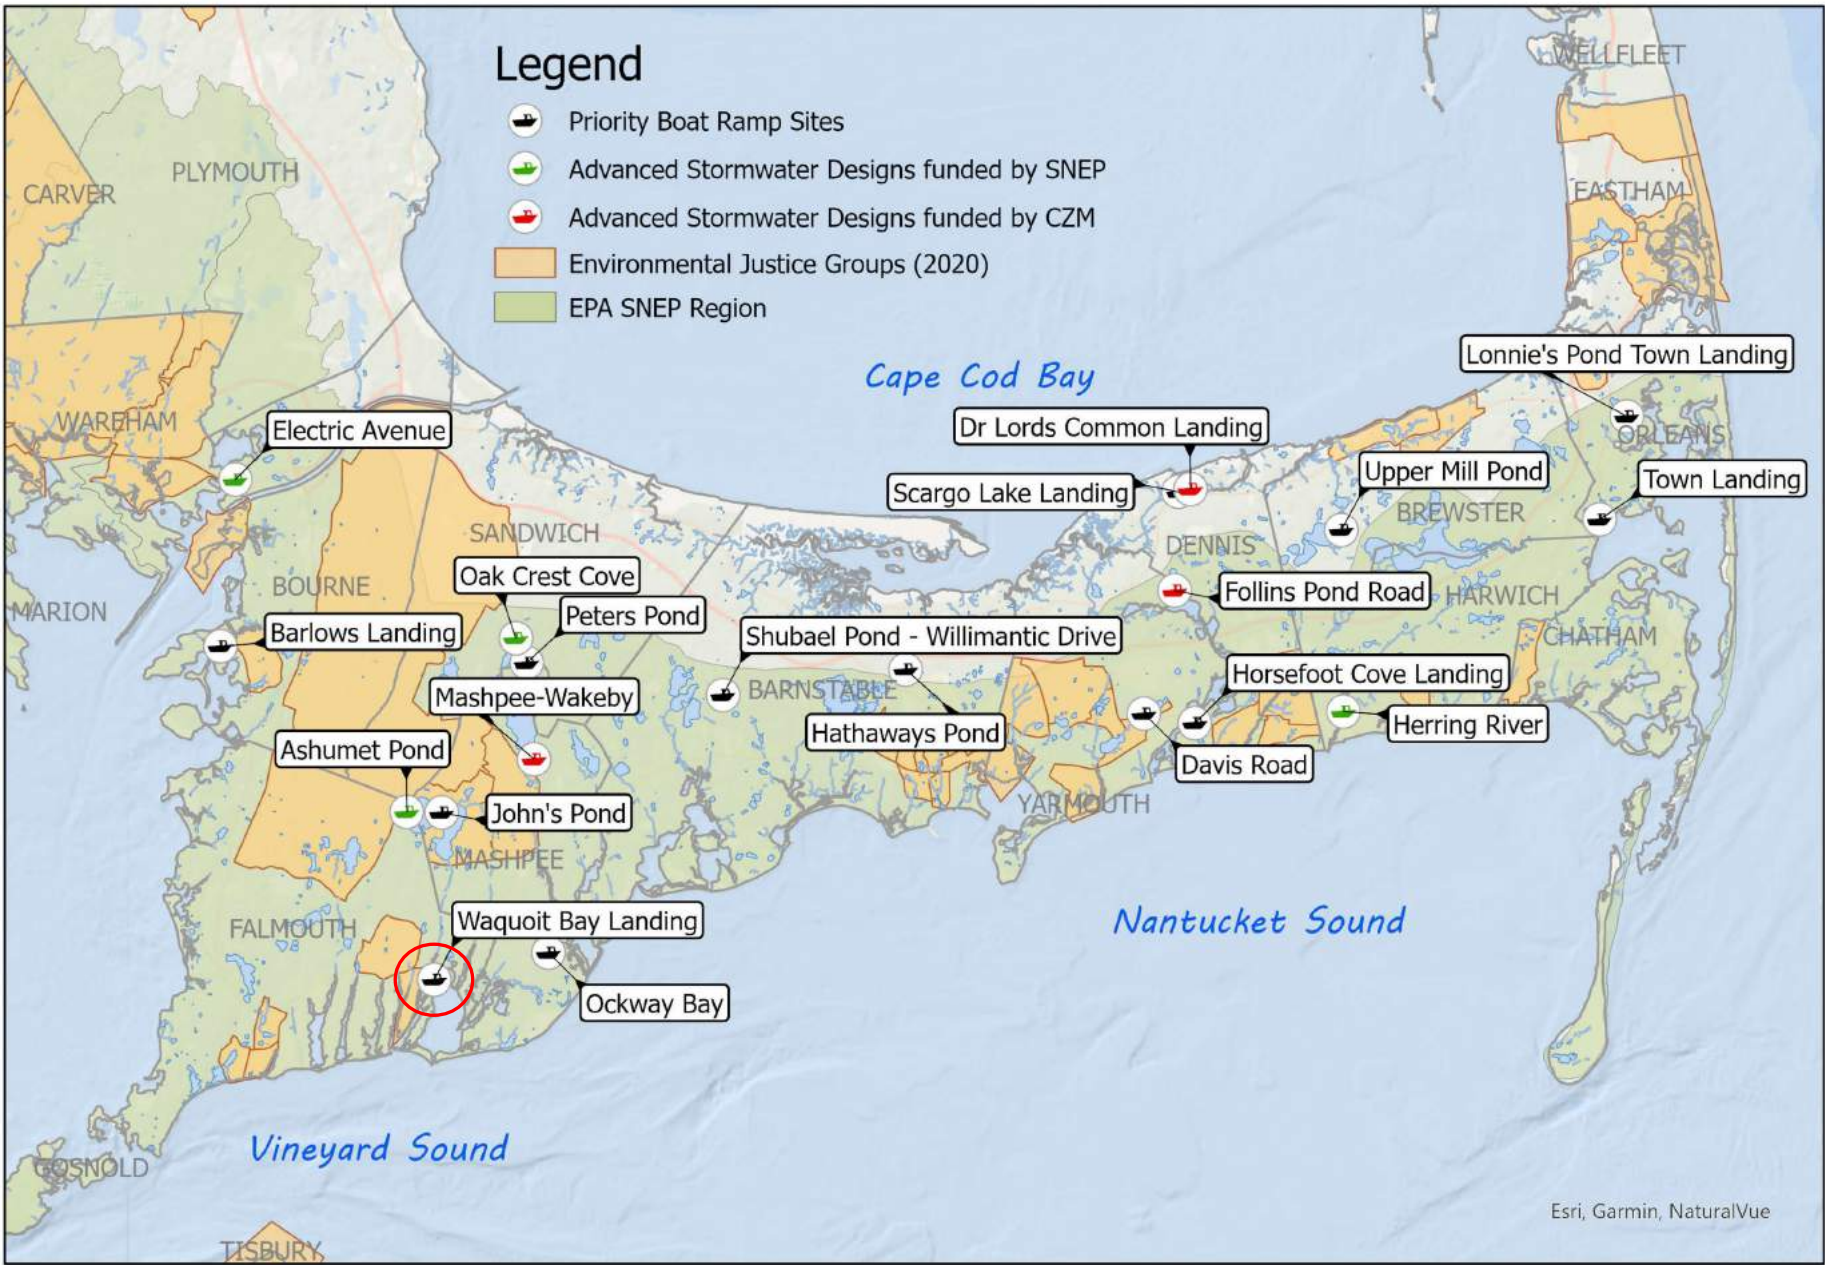 Legend
Priority Boat Ramp Sites
Advanced Stormwater Designs funded by SNEP
Advanced Stormwater Designs funded by CZM
Environmental Justice Groups (2020)
EPA SNEP Region
WELLFLEET
PLYMOUTH
CARVER
EASTHAM
Cape Cod Bay
Lonnie's Pond Town Landing
WAREHAM
Electric Avenue
Dr Lords Common Landing
ORLEANS
Upper Mill Pond
Town Landing
Scargo Lake Landing
BREWSTER
SANDWICH
DENNIS
Oak Crest Cove
BOURNE
Follins Pond Road
HARWICH
MARION
Peters Pond
Barlows Landing
Shubael Pond - Willimantic Drive
CHATHAM
Horsefoot Cove Landing
Mashpee-Wakeby
BARNSTABLE
Hathaways Pond
Herring River
Ashumet Pond
Davis Road
YARMOUTH
John's Pond
MASHPEE
Waquoit Bay Landing
FALMOUTH
Nantucket Sound
Ockway Bay
Vineyard Sound
GOSNOLD
Esri, Garmin, NaturalVue
TISBURY